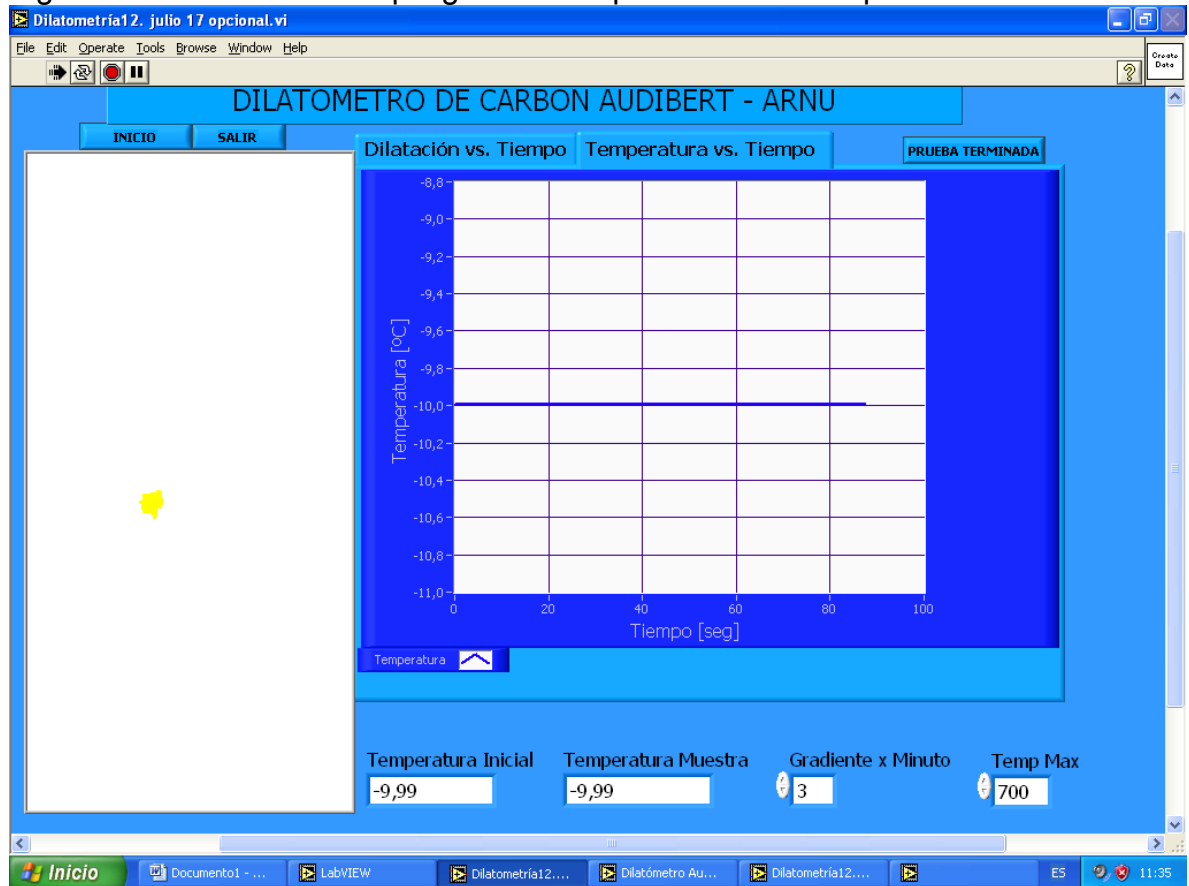 Dilatometría12. julio 17 opcional.vi
File Edit Operate Tools Browse Window Help
Create
Data
DILATOMETRO DE CARBON AUDIBERT - ARNU
INICIO SALIR
Dilatación vs. Tiempo Temperatura vs. Tiempo
PRUEBA TERMINADA
-8,8
-9,0
-9,2
-9,4
-9,6
-9,8
-10,0
-10,2
-10,4
-10,6
-10,8
-11,0
Temperatura [ºC]
0 20 40 60 80 100
Tiempo [seg]
Temperatura
Temperatura Inicial Temperatura Muestra Gradiente x Minuto Temp Max
-9,99 -9,99 3 700
Inicio Documento1 - ... LabVIEW Dilatometría12.... Dilatómetro Au... Dilatometría12.... ES 11:35